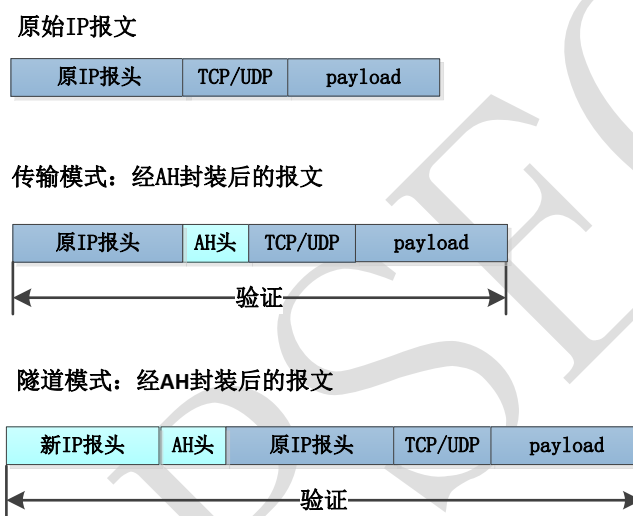 原始IP报文
原IP报头 TCP/UDP payload
传输模式：经AH封装后的报文
原IP报头 AH头 TCP/UDP payload
验证
隧道模式：经AH封装后的报文
新IP报头 AH头 原IP报头 TCP/UDP payload
验证